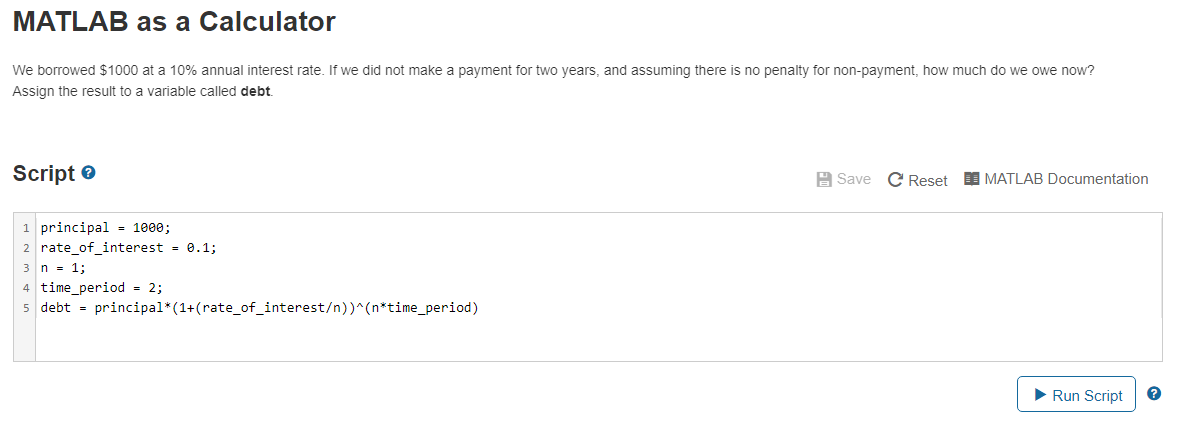 MATLAB as a Calculator
We borrowed $1000 at a 10% annual interest rate. If we did not make a payment for two years, and assuming there is no penalty for non-payment, how much do we owe now?
Assign the result to a variable called debt.
Script ?
Save Reset MATLAB Documentation
1 principal = 1000;
2 rate_of_interest = 0.1;
3 n = 1;
4 time_period = 2;
5 debt = principal*(1+(rate_of_interest/n))^(n*time_period)
Run Script ?